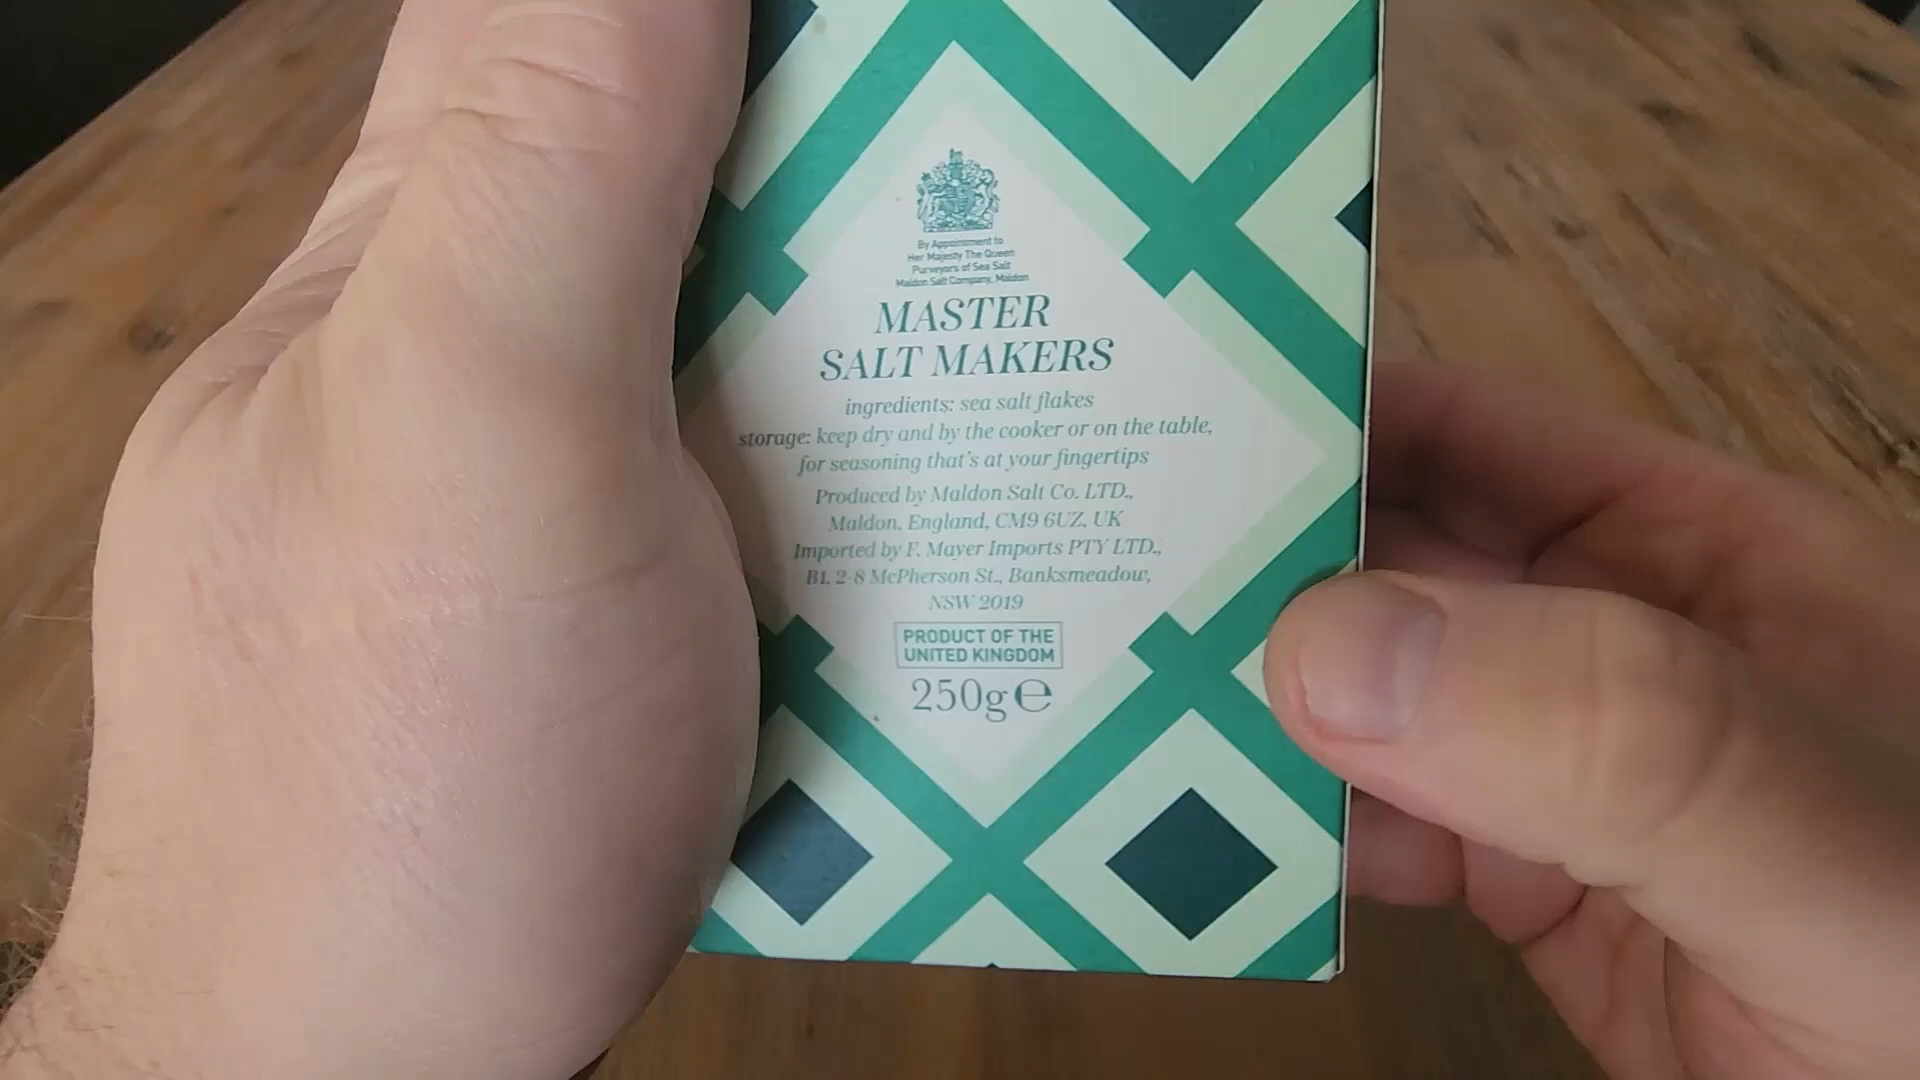 By Appointment to
Her Majesty The Queen
Purveyors of Sea Salt
Maldon Salt Company, Maldon
MASTER
SALT MAKERS
ingredients: sea salt flakes
storage: keep dry and by the cooker or on the table,
for seasoning that's at your fingertips
Produced by Maldon Salt Co. LTD.,
Maldon, England, CM9 6UZ, UK
Imported by F. Mayer Imports PTY LTD.,
B1, 2-8 McPherson St., Banksmeadow,
NSW 2019
PRODUCT OF THE
UNITED KINGDOM
250g℮